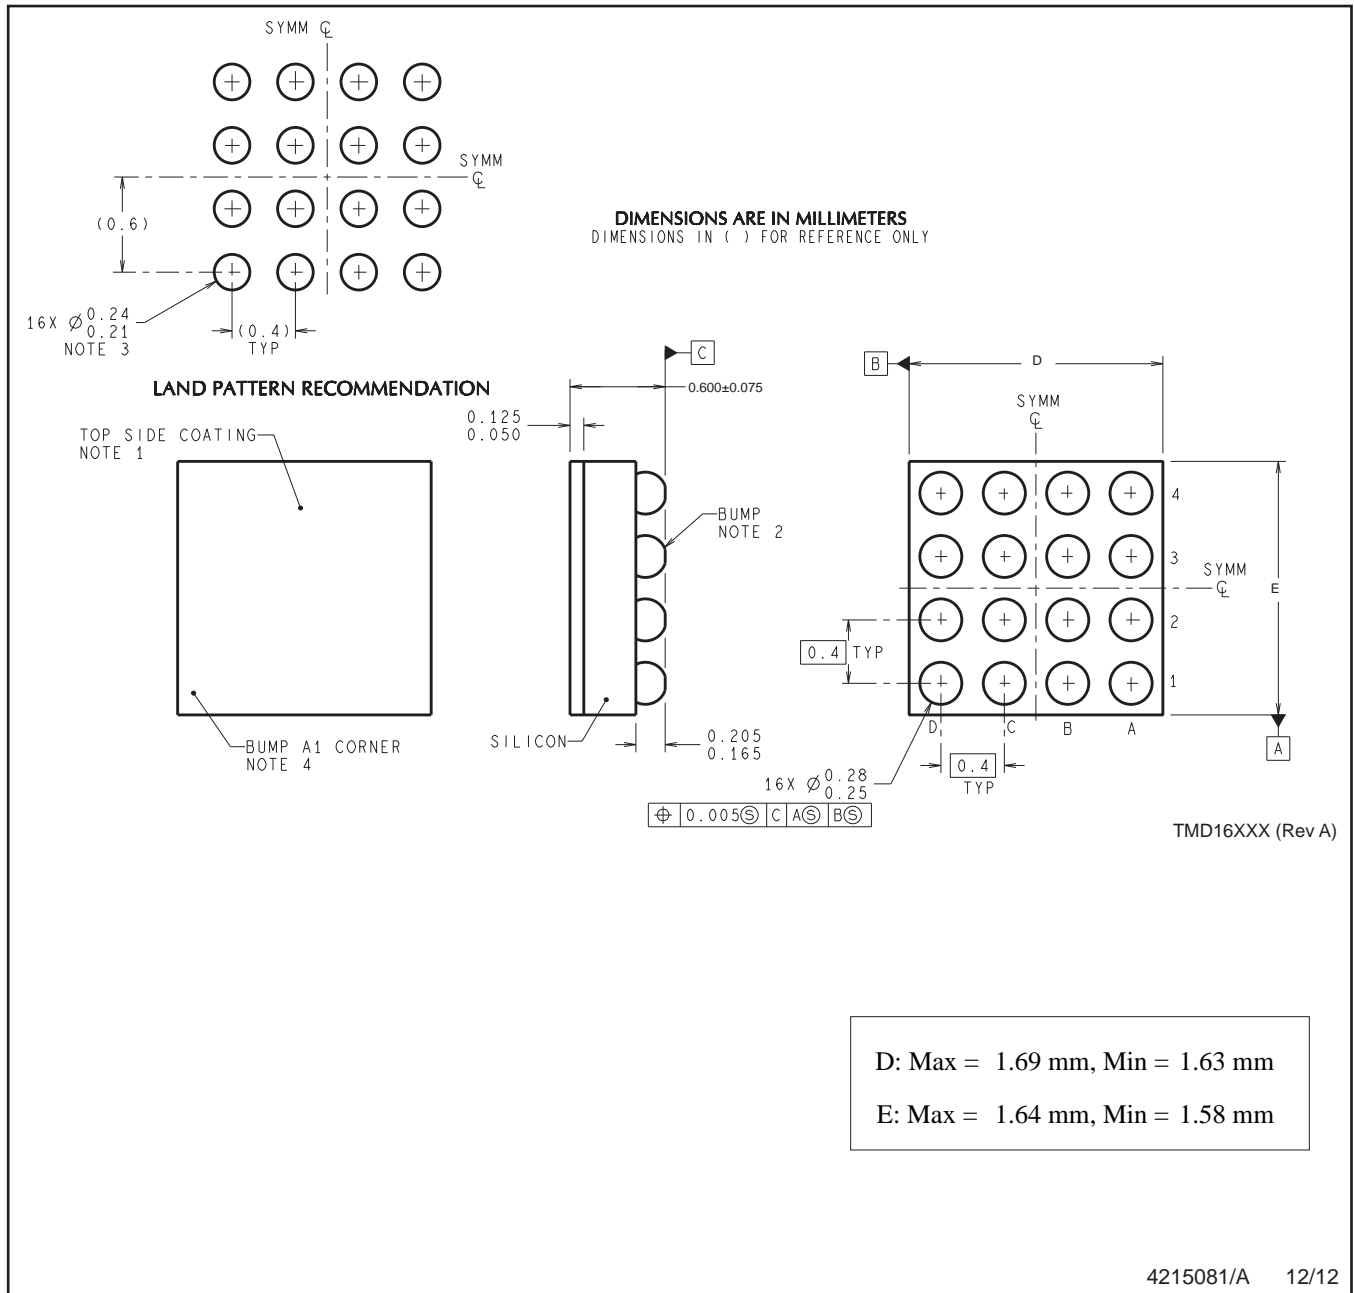 SYMM ℄
SYMM
℄
(0.6)
DIMENSIONS ARE IN MILLIMETERS
DIMENSIONS IN ( ) FOR REFERENCE ONLY
16X ⌀0.24
0.21
NOTE 3
(0.4)
TYP
LAND PATTERN RECOMMENDATION
TOP SIDE COATING
NOTE 1
BUMP A1 CORNER
NOTE 4
C
0.600±0.075
0.125
0.050
BUMP
NOTE 2
SILICON
0.205
0.165
B
D
SYMM
℄
4
3
SYMM
℄
E
2
0.4 TYP
1
D C B A
A
0.4
TYP
16X ⌀0.28
0.25
⌖ 0.005Ⓢ C AⓈ BⓈ
TMD16XXX (Rev A)
D: Max = 1.69 mm, Min = 1.63 mm
E: Max = 1.64 mm, Min = 1.58 mm
4215081/A 12/12